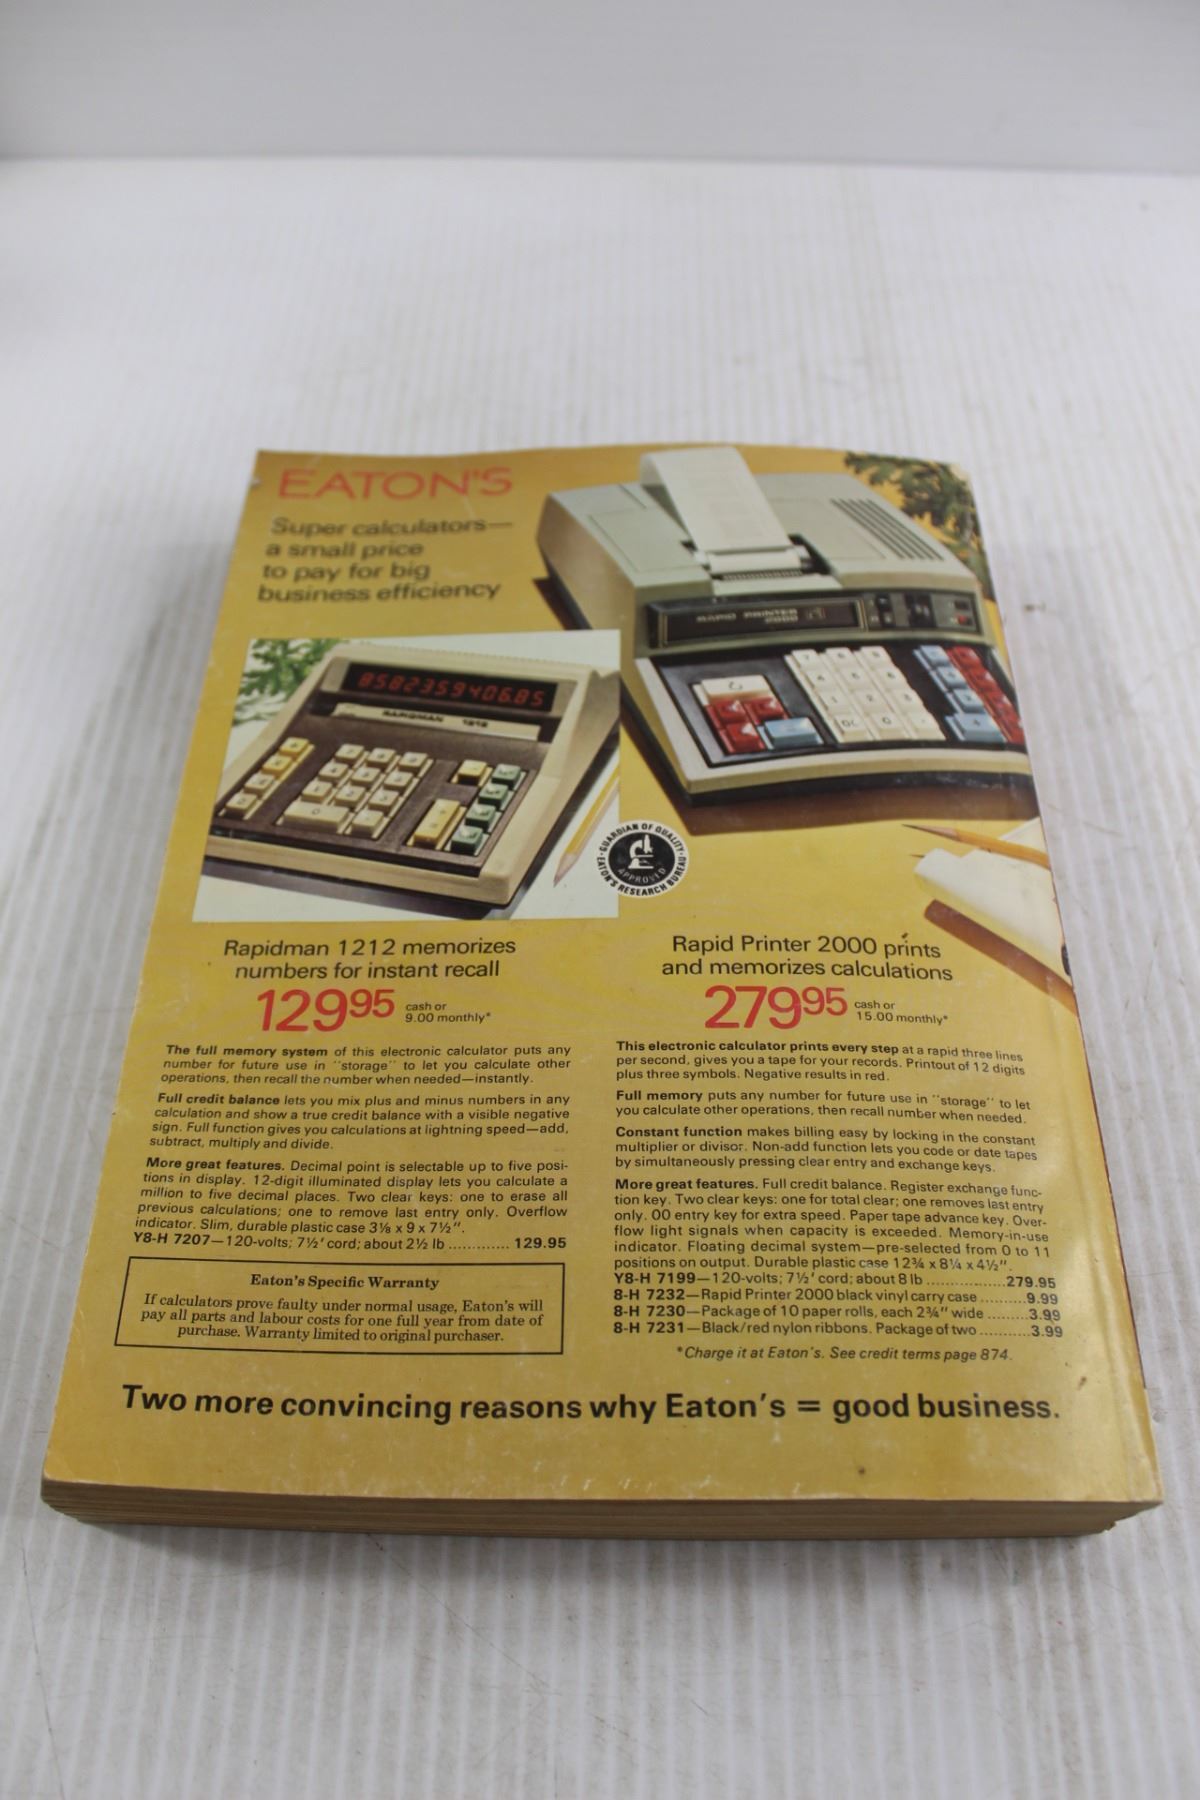 EATON'S
Super calculators—
a small price
to pay for big
business efficiency
RAPID PRINTER
2000
858235940685
RAPIDMAN 1212
GUARDIAN OF QUALITY
APPROVED
EATON'S RESEARCH BUREAU
Rapidman 1212 memorizes
numbers for instant recall
12995 cash or
9.00 monthly*
The full memory system of this electronic calculator puts any
number for future use in "storage" to let you calculate other
operations, then recall the number when needed—instantly.
Full credit balance lets you mix plus and minus numbers in any
calculation and show a true credit balance with a visible negative
sign. Full function gives you calculations at lightning speed—add,
subtract, multiply and divide.
More great features. Decimal point is selectable up to five posi-
tions in display. 12-digit illuminated display lets you calculate a
million to five decimal places. Two clear keys: one to erase all
previous calculations; one to remove last entry only. Overflow
indicator. Slim, durable plastic case 3⅛ x 9 x 7½".
Y8-H 7207—120-volts; 7½' cord; about 2½ lb ............. 129.95
Eaton's Specific Warranty
If calculators prove faulty under normal usage, Eaton's will
pay all parts and labour costs for one full year from date of
purchase. Warranty limited to original purchaser.
Rapid Printer 2000 prints
and memorizes calculations
27995 cash or
15.00 monthly*
This electronic calculator prints every step at a rapid three lines
per second, gives you a tape for your records. Printout of 12 digits
plus three symbols. Negative results in red.
Full memory puts any number for future use in "storage" to let
you calculate other operations, then recall number when needed.
Constant function makes billing easy by locking in the constant
multiplier or divisor. Non-add function lets you code or date tapes
by simultaneously pressing clear entry and exchange keys.
More great features. Full credit balance. Register exchange func-
tion key. Two clear keys: one for total clear; one removes last entry
only. 00 entry key for extra speed. Paper tape advance key. Over-
flow light signals when capacity is exceeded. Memory-in-use
indicator. Floating decimal system—pre-selected from 0 to 11
positions on output. Durable plastic case 12¾ x 8¼ x 4½".
Y8-H 7199—120-volts; 7½' cord; about 8 lb ................279.95
8-H 7232—Rapid Printer 2000 black vinyl carry case ..........9.99
8-H 7230—Package of 10 paper rolls, each 2¾" wide .........3.99
8-H 7231—Black/red nylon ribbons. Package of two ...........3.99
*Charge it at Eaton's. See credit terms page 874.
Two more convincing reasons why Eaton's = good business.